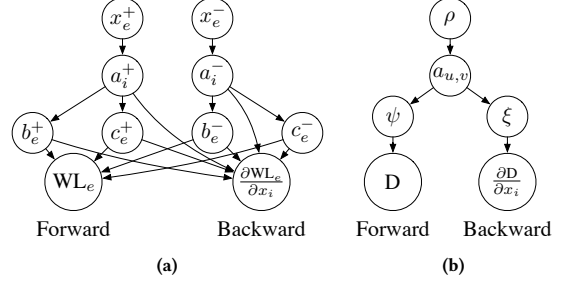 x_e^+ x_e^- ρ
a_i^+ a_i^- a_{u,v}
b_e^+ c_e^+ b_e^- c_e^- ψ ξ
WL_e ∂WL_e/∂x_i D ∂D/∂x_i
Forward Backward Forward Backward
(a) (b)